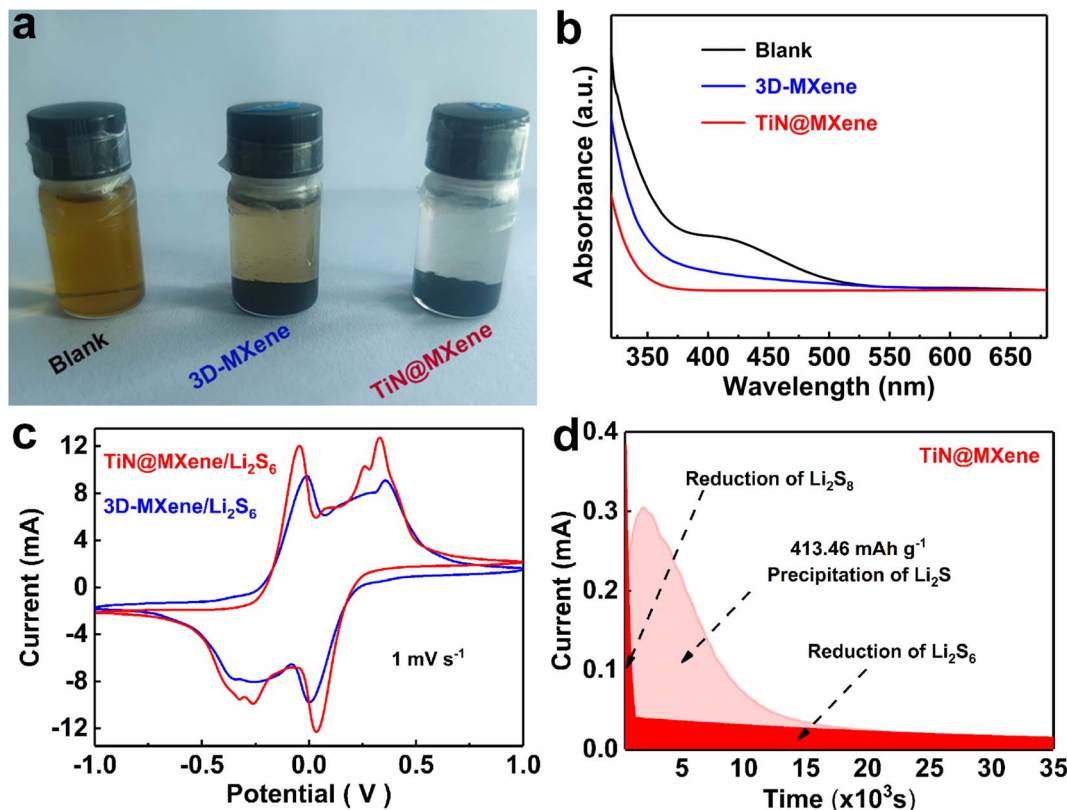 a
Blank
3D-MXene
TiN@MXene
b
Absorbance (a.u.)
Blank
3D-MXene
TiN@MXene
350 400 450 500 550 600 650
Wavelength (nm)
c
Current (mA)
12
8
4
0
-4
-8
-12
TiN@MXene/Li₂S₆
3D-MXene/Li₂S₆
1 mV s⁻¹
-1.0 -0.5 0.0 0.5 1.0
Potential ( V )
d
Current (mA)
0.4
0.3
0.2
0.1
0.0
TiN@MXene
Reduction of Li₂S₈
413.46 mAh g⁻¹
Precipitation of Li₂S
Reduction of Li₂S₆
5 10 15 20 25 30 35
Time (x10³s)